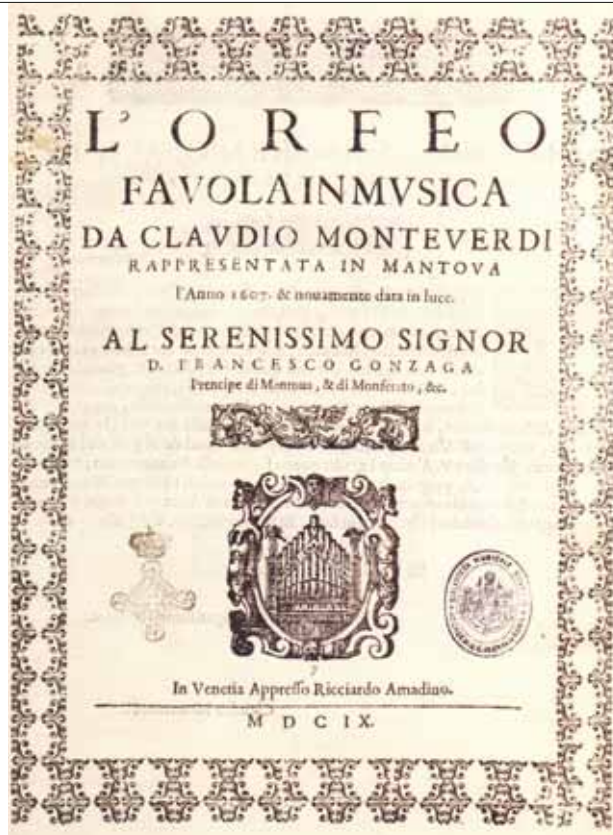 L'ORFEO
FAVOLA IN MVSICA
DA CLAVDIO MONTEVERDI
RAPPRESENTATA IN MANTOVA
l'Anno 1607. & nouamente data in luce.
AL SERENISSIMO SIGNOR
D. FRANCESCO GONZAGA
Prencipe di Mantoua, & di Monferato, &c.
In Venetia Appresso Ricciardo Amadino.
M D C IX.